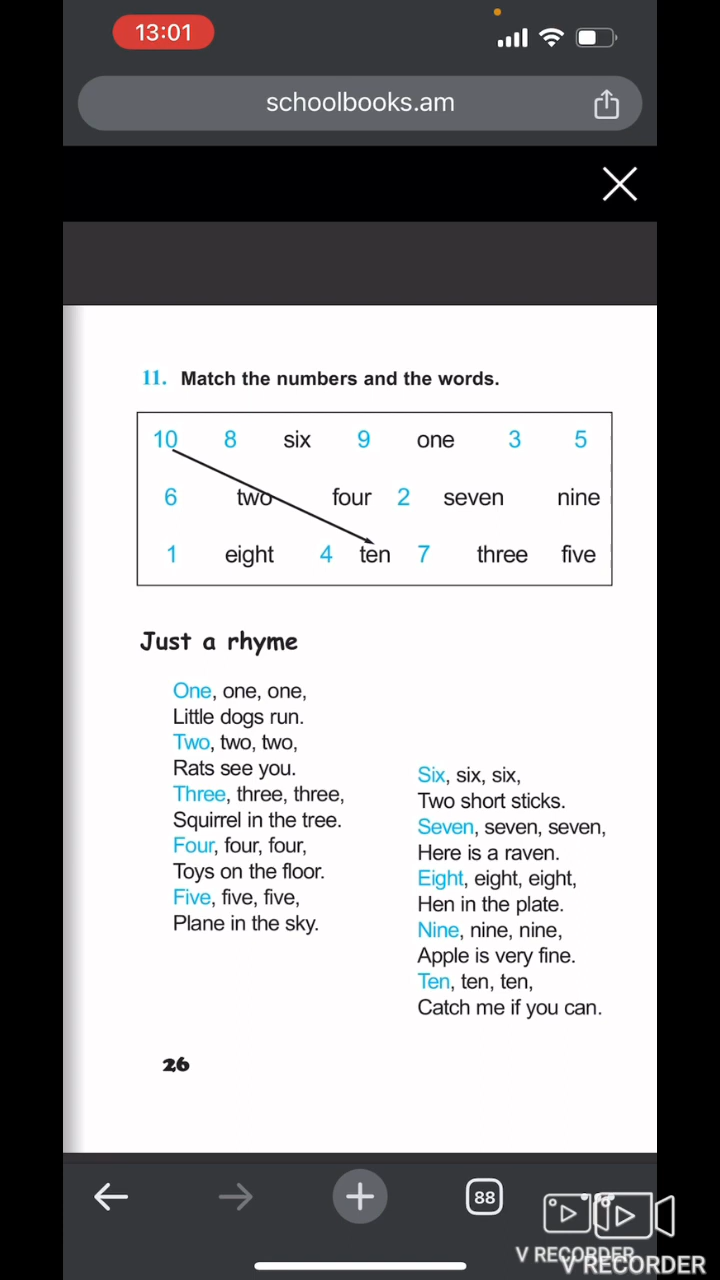 13:01
schoolbooks.am
11. Match the numbers and the words.
10 8 six 9 one 3 5
6 two four 2 seven nine
1 eight 4 ten 7 three five
Just a rhyme
One, one, one,
Little dogs run.
Two, two, two,
Rats see you.
Three, three, three,
Squirrel in the tree.
Four, four, four,
Toys on the floor.
Five, five, five,
Plane in the sky.
Six, six, six,
Two short sticks.
Seven, seven, seven,
Here is a raven.
Eight, eight, eight,
Hen in the plate.
Nine, nine, nine,
Apple is very fine.
Ten, ten, ten,
Catch me if you can.
26
88
V RECORDER
V RECORDER